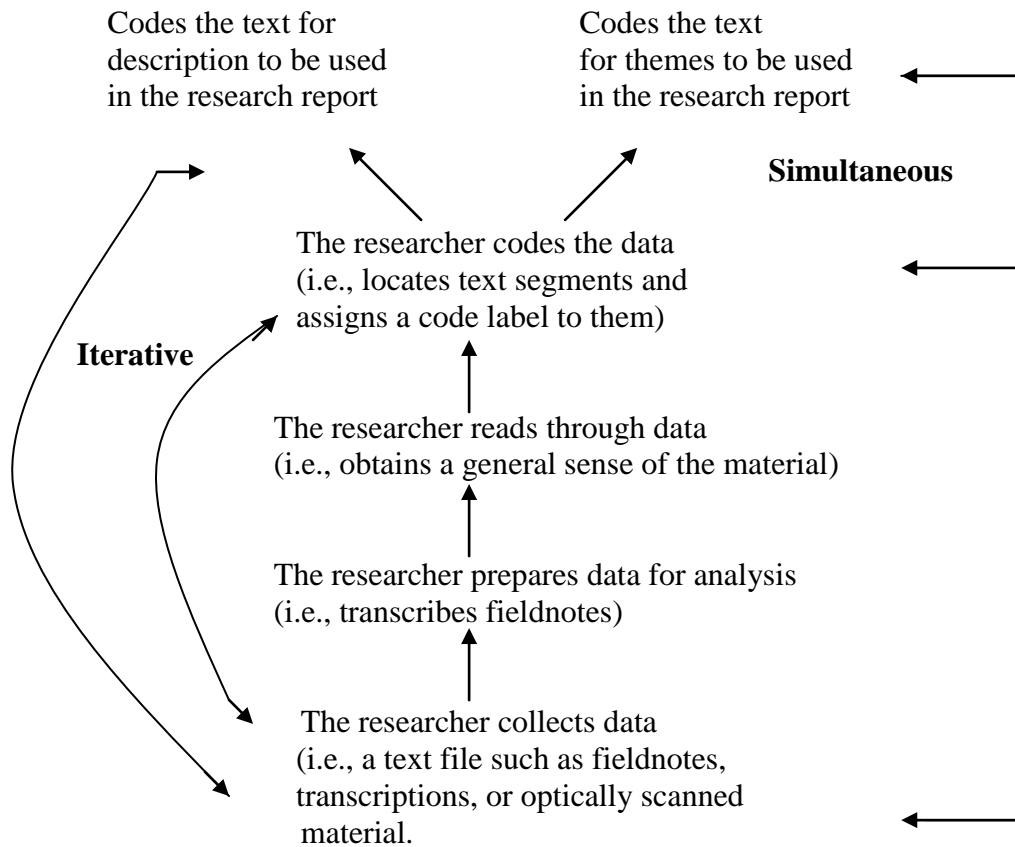 Codes the text for
description to be used
in the research report
Codes the text
for themes to be used
in the research report
Simultaneous
The researcher codes the data
(i.e., locates text segments and
assigns a code label to them)
Iterative
The researcher reads through data
(i.e., obtains a general sense of the material)
The researcher prepares data for analysis
(i.e., transcribes fieldnotes)
The researcher collects data
(i.e., a text file such as fieldnotes,
transcriptions, or optically scanned
material.